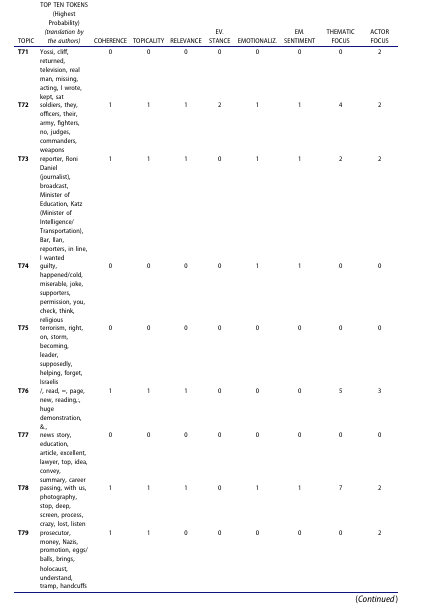 TOP TEN TOKENS
(Highest
Probability)
(translation by EV. EM. THEMATIC ACTOR
TOPIC the authors) COHERENCE TOPICALITY RELEVANCE STANCE EMOTIONALIZ. SENTIMENT FOCUS FOCUS
T71 Yossi, cliff, 0 0 0 0 0 0 0 2
returned,
television, real
man, missing,
acting, I wrote,
kept, sat
T72 soldiers, they, 1 1 1 2 1 1 4 2
officers, their,
army, fighters,
no, judges,
commanders,
weapons
T73 reporter, Roni 1 1 1 0 1 1 2 2
Daniel
(journalist),
broadcast,
Minister of
Education, Katz
(Minister of
Intelligence/
Transportation),
Bar, Ilan,
reporters, in line,
I wanted
T74 guilty, 0 0 0 0 1 1 0 0
happened/cold,
miserable, joke,
supporters,
permission, you,
check, think,
religious
T75 terrorism, right, 0 0 0 0 0 0 0 0
on, storm,
becoming,
leader,
supposedly,
helping, forget,
Israelis
T76 /, read, =, page, 1 1 1 0 0 0 5 3
new, reading,,
huge
demonstration,
&,
T77 news story, 0 0 0 0 0 0 0 0
education,
article, excellent,
lawyer, top, idea,
convey,
summary, career
T78 passing, with us, 1 1 1 0 1 1 7 2
photography,
stop, deep,
screen, process,
crazy, lost, listen
T79 prosecutor, 1 1 0 0 0 0 0 2
money, Nazis,
promotion, eggs/
balls, brings,
holocaust,
understand,
tramp, handcuffs
(Continued)